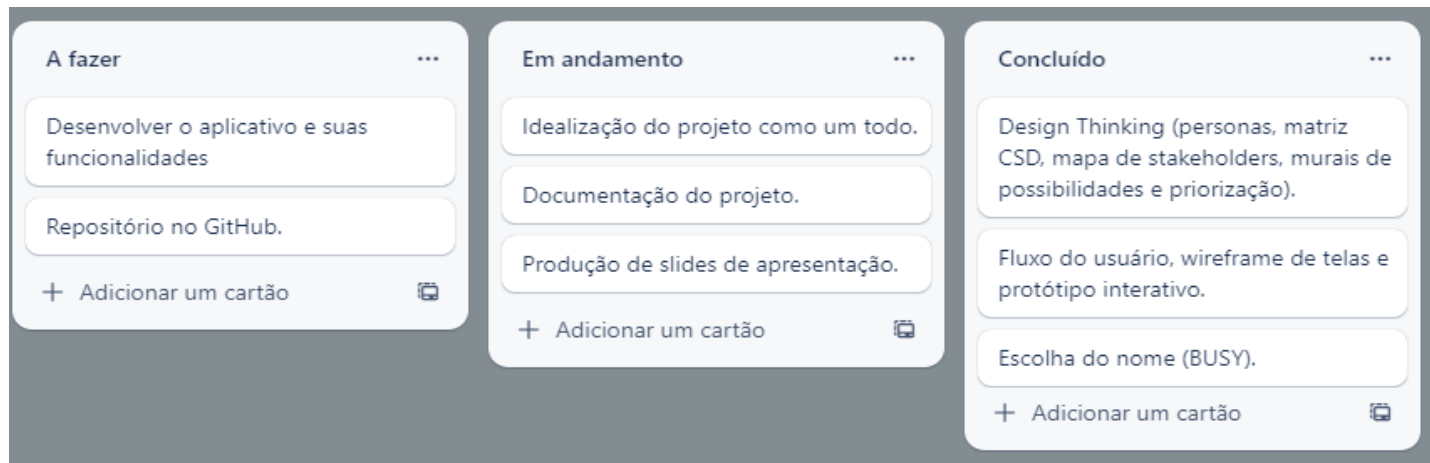 A fazer
Desenvolver o aplicativo e suas
funcionalidades
Repositório no GitHub.
Adicionar um cartão
Em andamento
Idealização do projeto como um todo.
Documentação do projeto.
Produção de slides de apresentação.
Adicionar um cartão
Concluído
Design Thinking (personas, matriz
CSD, mapa de stakeholders, murais de
possibilidades e priorização).
Fluxo do usuário, wireframe de telas e
protótipo interativo.
Escolha do nome (BUSY).
Adicionar um cartão